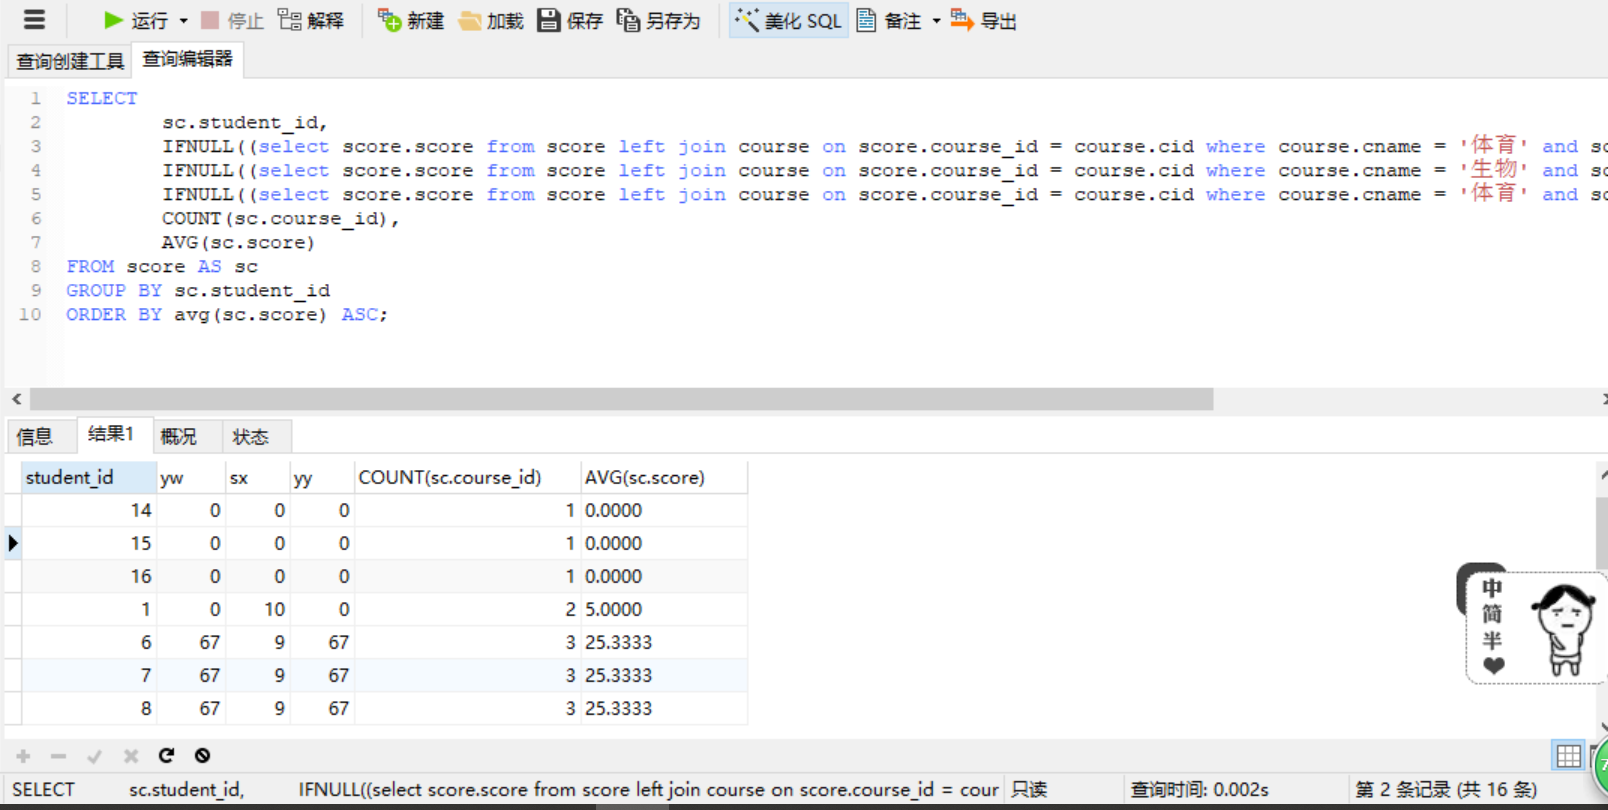 运行 停止 解释 新建 加载 保存 另存为 美化 SQL 备注 导出
查询创建工具 查询编辑器
1 SELECT
2 sc.student_id,
3 IFNULL((select score.score from score left join course on score.course_id = course.cid where course.cname = '体育' and sc
4 IFNULL((select score.score from score left join course on score.course_id = course.cid where course.cname = '生物' and sc
5 IFNULL((select score.score from score left join course on score.course_id = course.cid where course.cname = '体育' and sc
6 COUNT(sc.course_id),
7 AVG(sc.score)
8 FROM score AS sc
9 GROUP BY sc.student_id
10 ORDER BY avg(sc.score) ASC;
信息 结果1 概况 状态
student_id yw sx yy COUNT(sc.course_id) AVG(sc.score)
14 0 0 0 1 0.0000
15 0 0 0 1 0.0000
16 0 0 0 1 0.0000
1 0 10 0 2 5.0000
6 67 9 67 3 25.3333
7 67 9 67 3 25.3333
8 67 9 67 3 25.3333
中
简
半
SELECT sc.student_id, IFNULL((select score.score from score left join course on score.course_id = cour 只读 查询时间: 0.002s 第 2 条记录 (共 16 条)